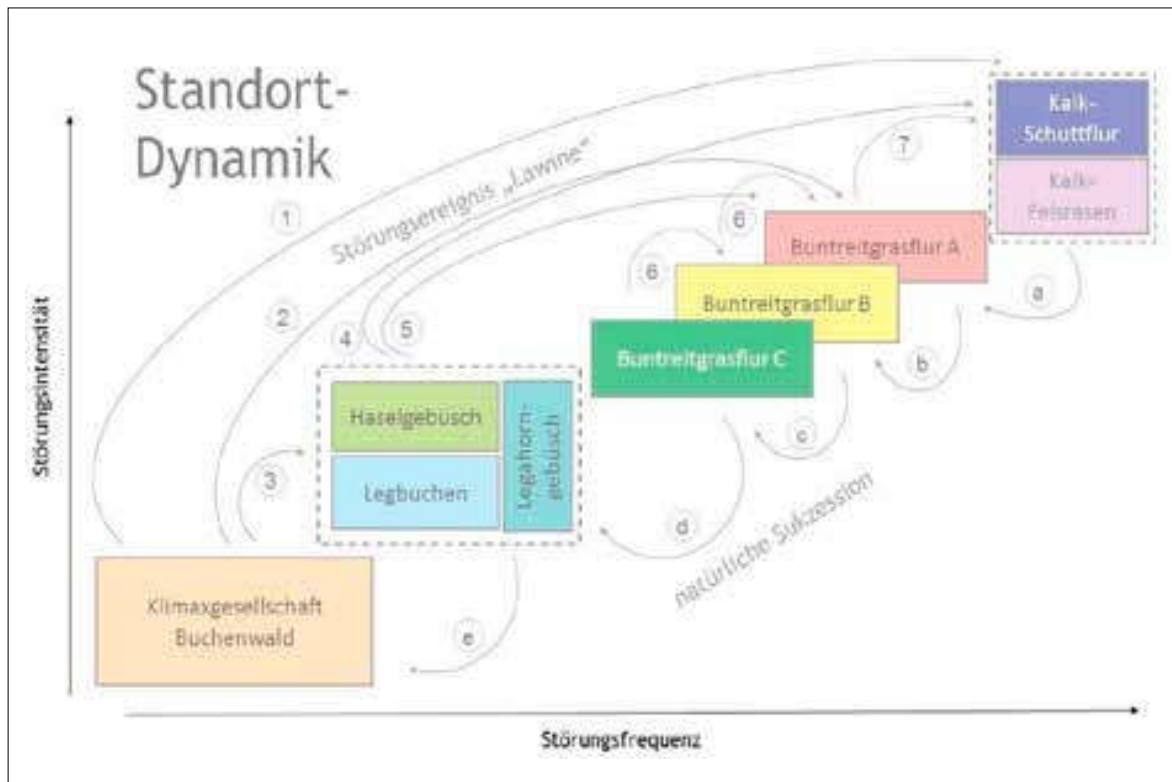 Standort-
Dynamik
Störungsereignis „Lawine“
1
2
3
4
5
6
6
7
Kalk-
Schuttflur
Kalk-
Felsrasen
Buntreitgrasflur A
Buntreitgrasflur B
Buntreitgrasflur C
a
b
c
d
e
Haselgebüsch
Legbuchen
Legahorn-
gebüsch
natürliche Sukzession
Klimaxgesellschaft
Buchenwald
Störungsintensität
Störungsfrequenz